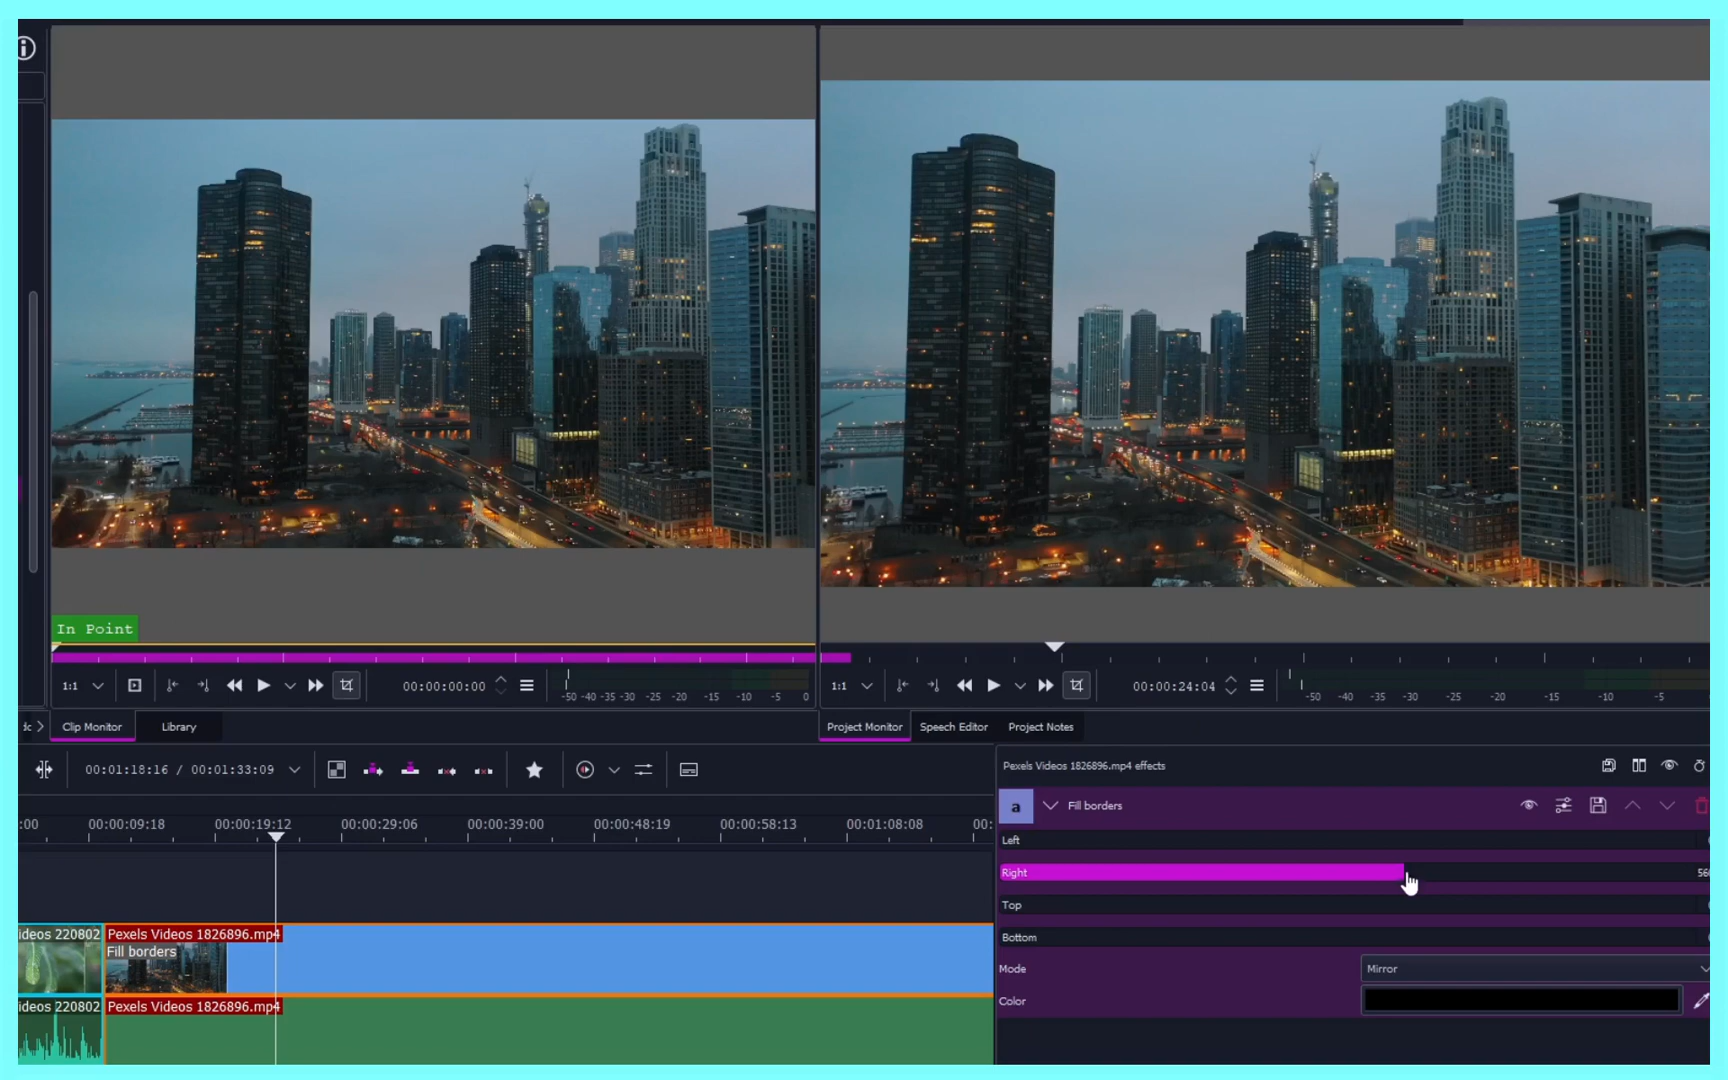 In Point
1:1
00:00:00:00
-50 -40 -35 -30 -25 -20 -15 -10 -5 0
1:1
00:00:24:04
-50 -40 -35 -30 -25 -20 -15 -10 -5
Clip Monitor
Library
Project Monitor
Speech Editor
Project Notes
00:01:18:16 / 00:01:33:09
Pexels Videos 1826896.mp4 effects
:00
00:00:09:18
00:00:19:12
00:00:29:06
00:00:39:00
00:00:48:19
00:00:58:13
00:01:08:08
00:
a
Fill borders
Left
Right
Top
Bottom
Mode
Mirror
Color
ideos 220802
Pexels Videos 1826896.mp4
Fill borders
ideos 220802
Pexels Videos 1826896.mp4